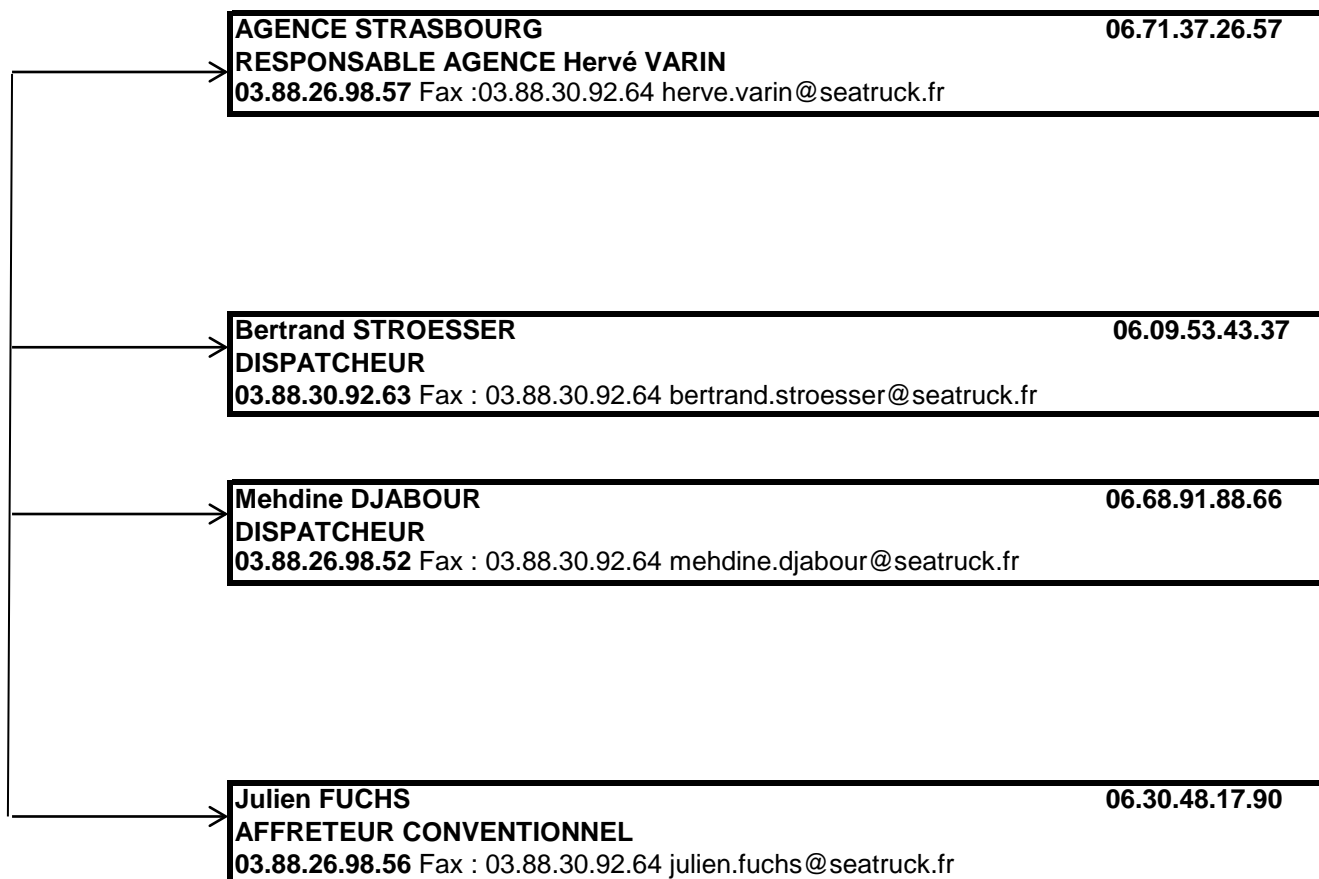 AGENCE STRASBOURG 06.71.37.26.57
RESPONSABLE AGENCE Hervé VARIN
03.88.26.98.57 Fax :03.88.30.92.64 herve.varin@seatruck.fr
Bertrand STROESSER 06.09.53.43.37
DISPATCHEUR
03.88.30.92.63 Fax : 03.88.30.92.64 bertrand.stroesser@seatruck.fr
Mehdine DJABOUR 06.68.91.88.66
DISPATCHEUR
03.88.26.98.52 Fax : 03.88.30.92.64 mehdine.djabour@seatruck.fr
Julien FUCHS 06.30.48.17.90
AFFRETEUR CONVENTIONNEL
03.88.26.98.56 Fax : 03.88.30.92.64 julien.fuchs@seatruck.fr